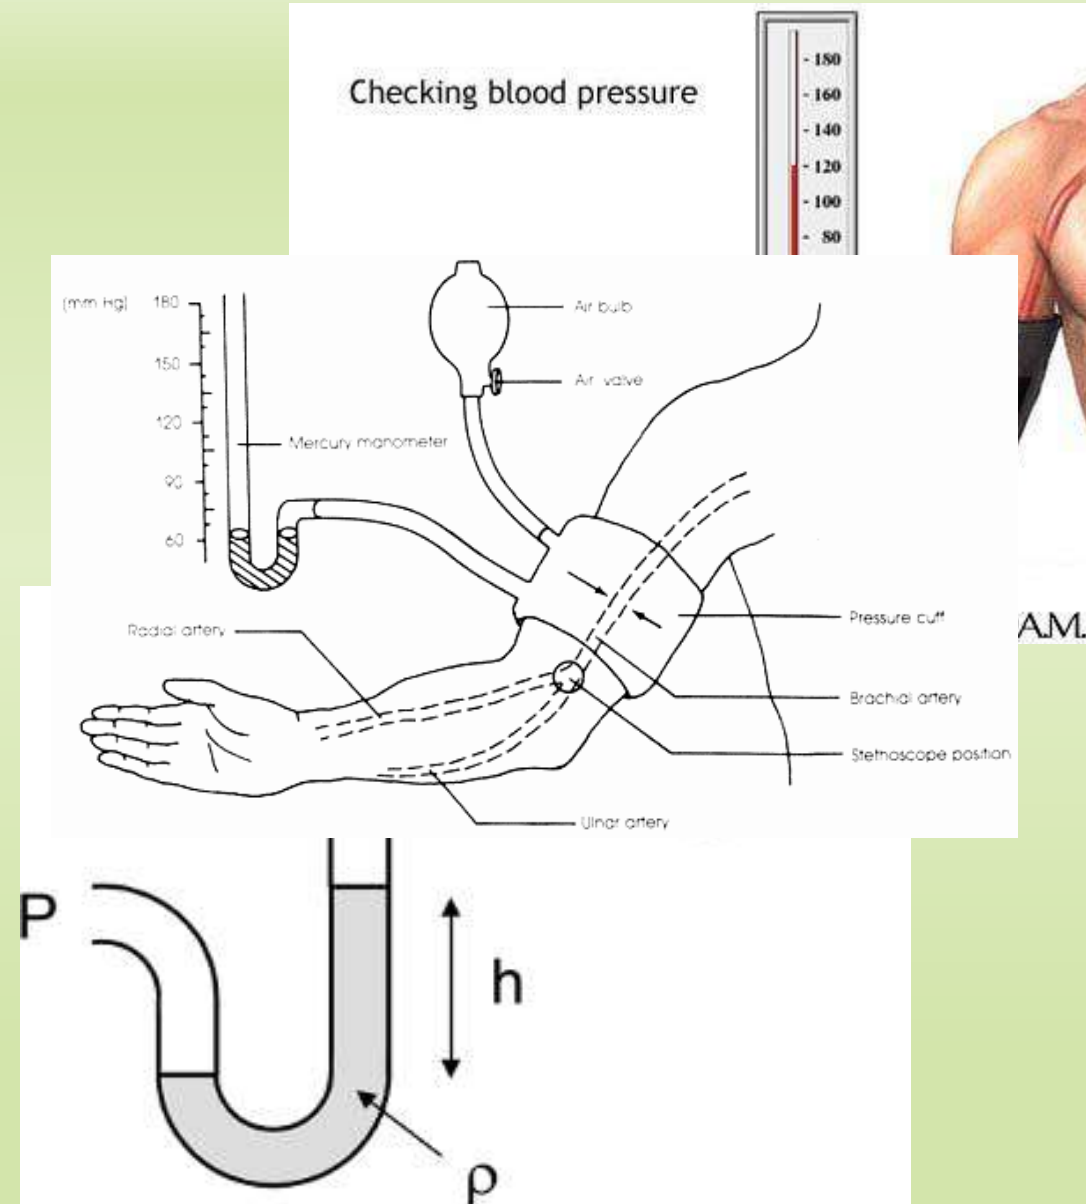 Checking blood pressure
- 180
- 160
- 140
- 120
- 100
- 80
(mm Hg)
180
150
120
90
60
Air bulb
Air valve
Mercury manometer
Radial artery
Pressure cuff
Brachial artery
Stethoscope position
Ulnar artery
A.M.
P
h
ρ